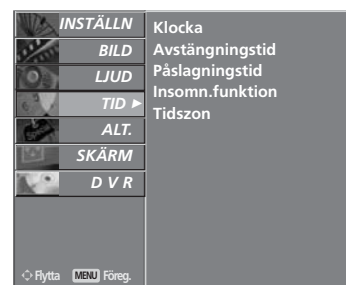 INSTÄLLN
BILD
LJUD
TID ►
ALT.
SKÄRM
D V R
Klocka
Avstängningstid
Påslagningstid
Insomn.funktion
Tidszon
Flytta MENU Föreg.